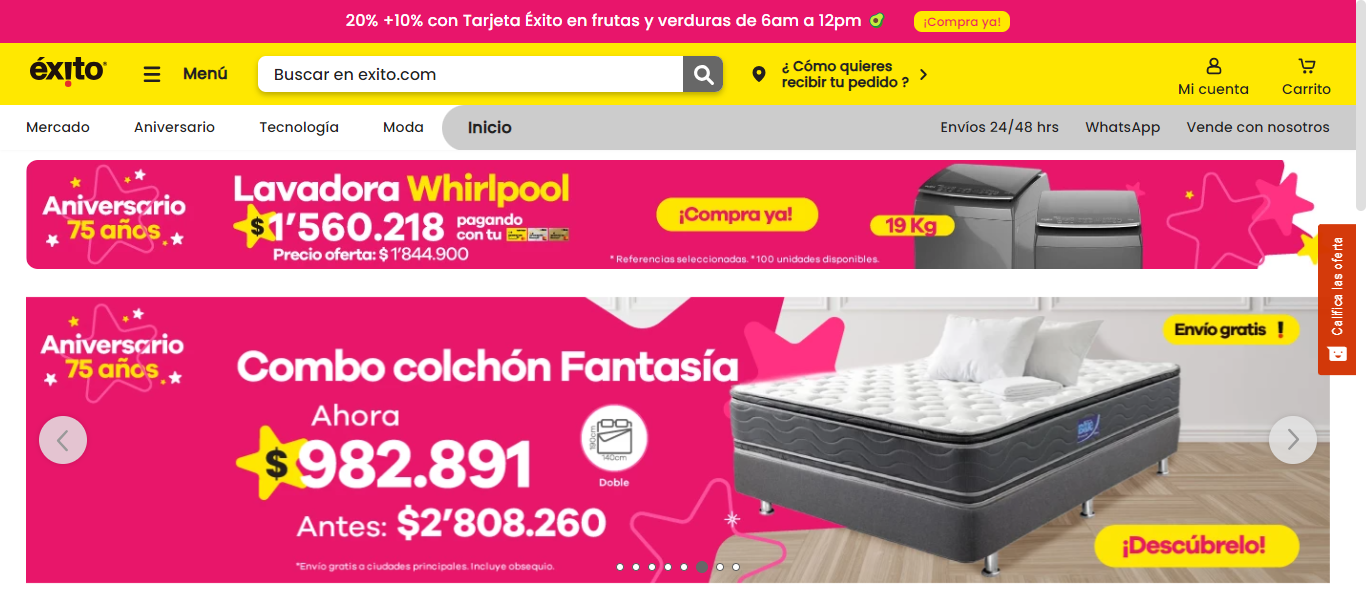 20% +10% con Tarjeta Éxito en frutas y verduras de 6am a 12pm
¡Compra ya!
éxito
Menú
Buscar en exito.com
¿ Cómo quieres
recibir tu pedido ?
Mi cuenta
Carrito
Mercado
Aniversario
Tecnología
Moda
Inicio
Envíos 24/48 hrs
WhatsApp
Vende con nosotros
Aniversario
75 años
Lavadora Whirlpool
$1'560.218
pagando
con tu
Precio oferta: $1'844.900
¡Compra ya!
19 Kg
* Referencias seleccionadas. *100 unidades disponibles.
Califica las oferta
Aniversario
75 años
Combo colchón Fantasía
Ahora
$982.891
Antes: $2'808.260
190cm
140cm
Doble
Envío gratis !
*Envío gratis a ciudades principales. Incluye obsequio.
¡Descúbrelo!